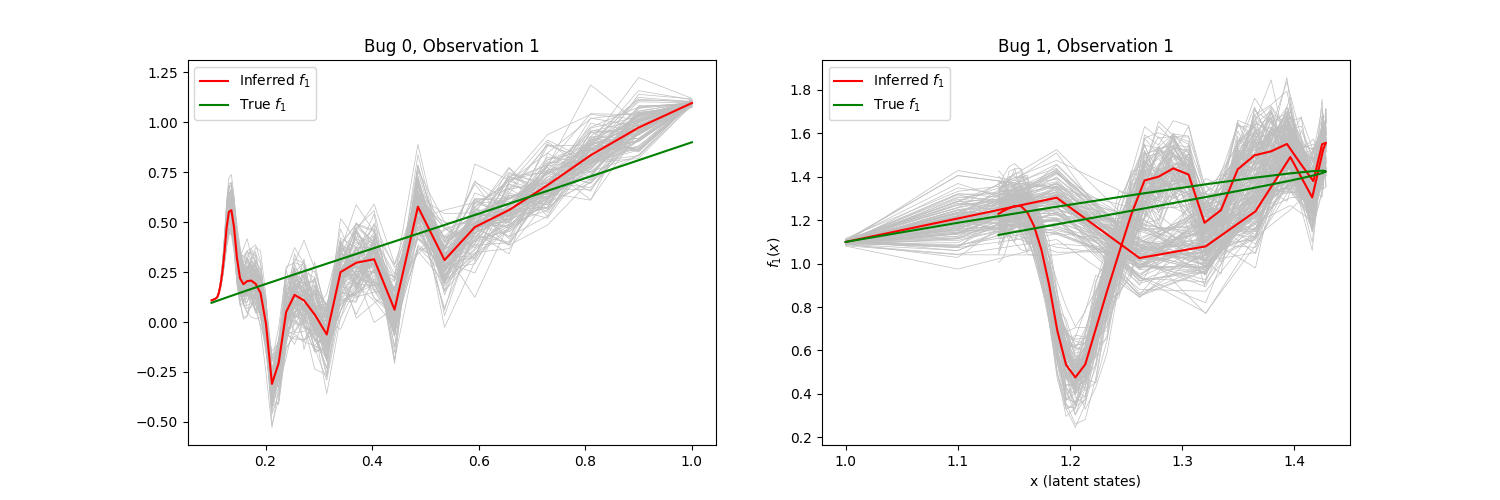 Bug 0, Observation 1
Inferred f₁
True f₁
1.25
1.00
0.75
0.50
0.25
0.00
−0.25
−0.50
0.2 0.4 0.6 0.8 1.0
Bug 1, Observation 1
Inferred f₁
True f₁
f₁(x)
1.8
1.6
1.4
1.2
1.0
0.8
0.6
0.4
0.2
1.0 1.1 1.2 1.3 1.4
x (latent states)